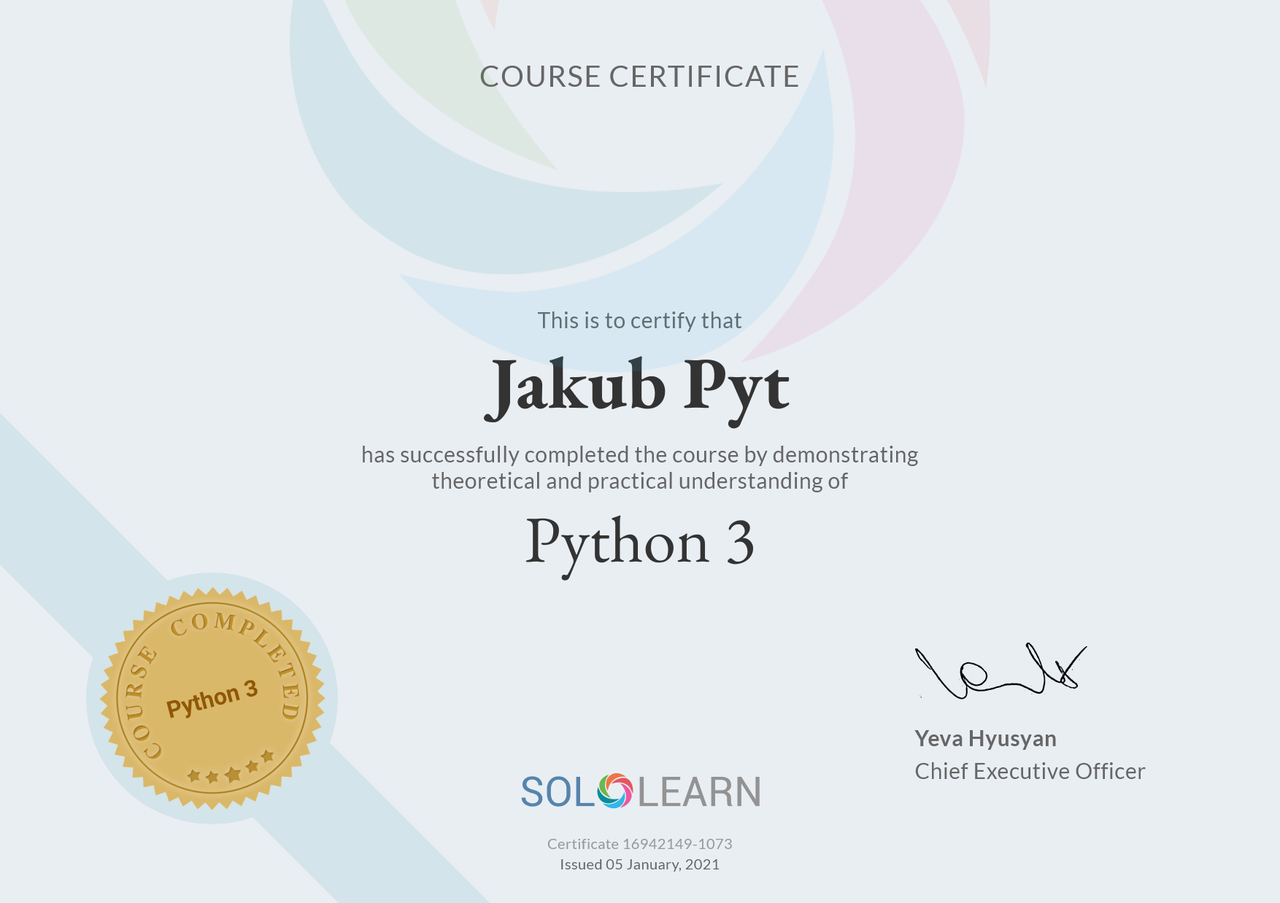 COURSE CERTIFICATE
This is to certify that
Jakub Pyt
has successfully completed the course by demonstrating
theoretical and practical understanding of
Python 3
COURSE COMPLETED
Python 3
Yeva Hyusyan
Chief Executive Officer
SOLOLEARN
Certificate 16942149-1073
Issued 05 January, 2021